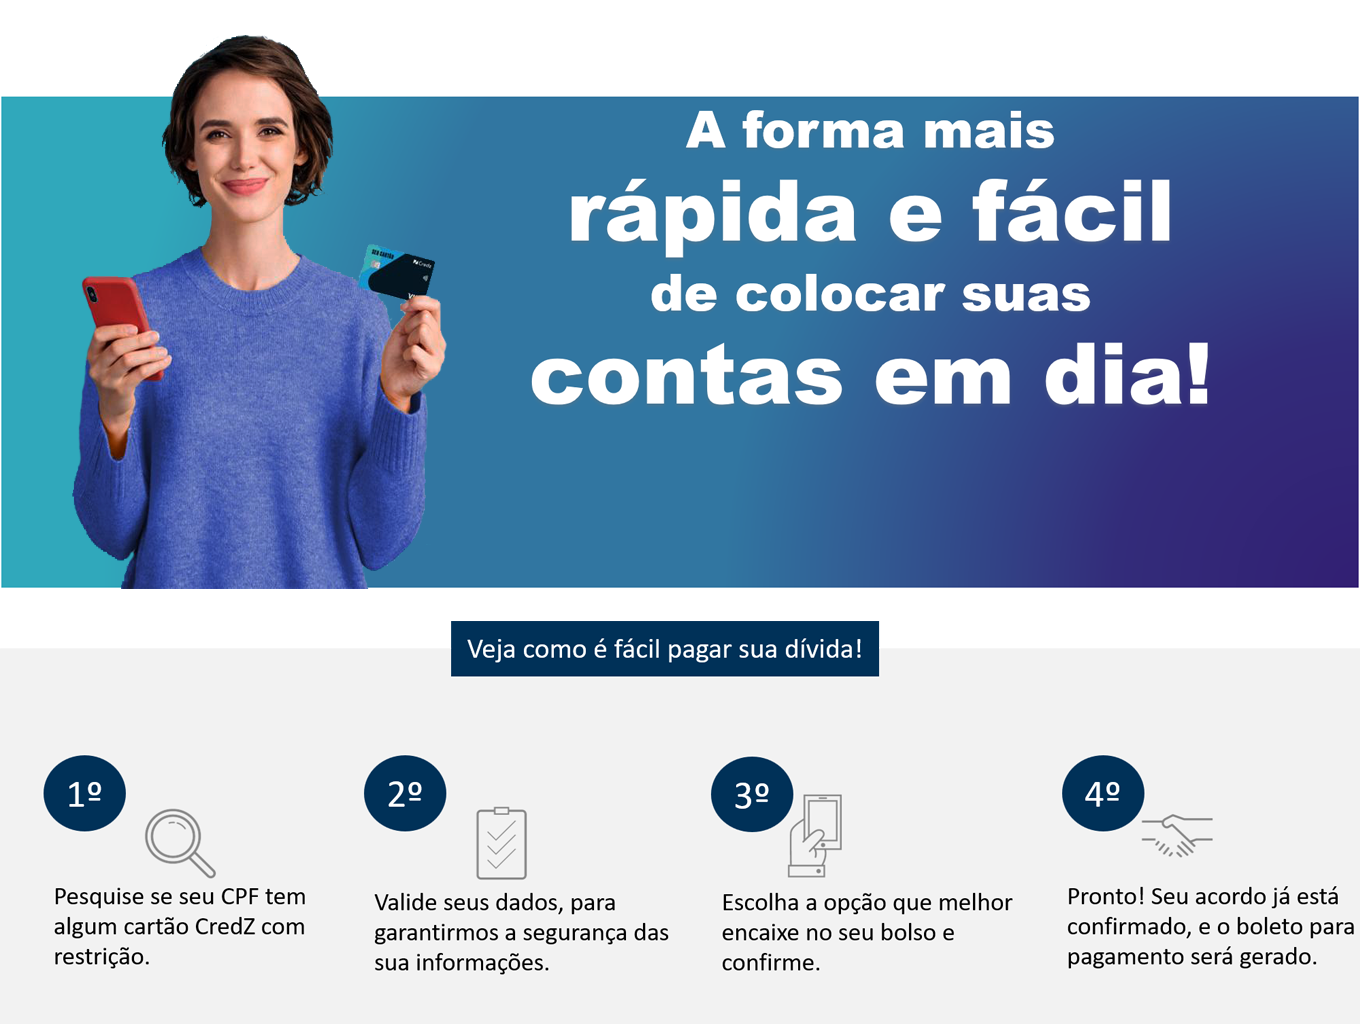 A forma mais
rápida e fácil
de colocar suas
contas em dia!
MEU CARTÃO
Credz
Veja como é fácil pagar sua dívida!
1º
Pesquise se seu CPF tem
algum cartão CredZ com
restrição.
2º
Valide seus dados, para
garantirmos a segurança das
sua informações.
3º
Escolha a opção que melhor
encaixe no seu bolso e
confirme.
4º
Pronto! Seu acordo já está
confirmado, e o boleto para
pagamento será gerado.